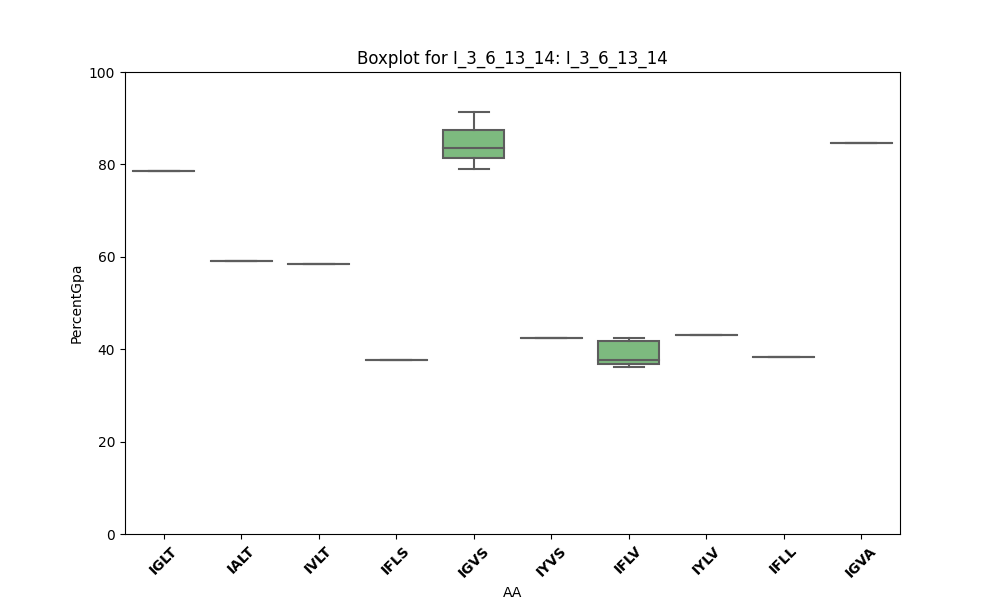 Boxplot for I_3_6_13_14: I_3_6_13_14
PercentGpa
100
80
60
40
20
0
IGLT IALT IVLT IFLS IGVS IYVS IFLV IYLV IFLL IGVA
AA